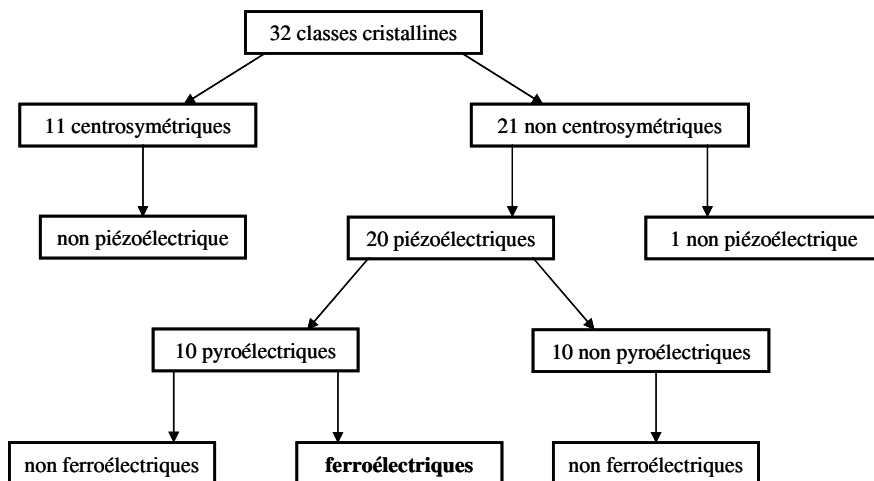 32 classes cristallines
11 centrosymétriques
21 non centrosymétriques
non piézoélectrique
20 piézoélectriques
1 non piézoélectrique
10 pyroélectriques
10 non pyroélectriques
non ferroélectriques
ferroélectriques
non ferroélectriques